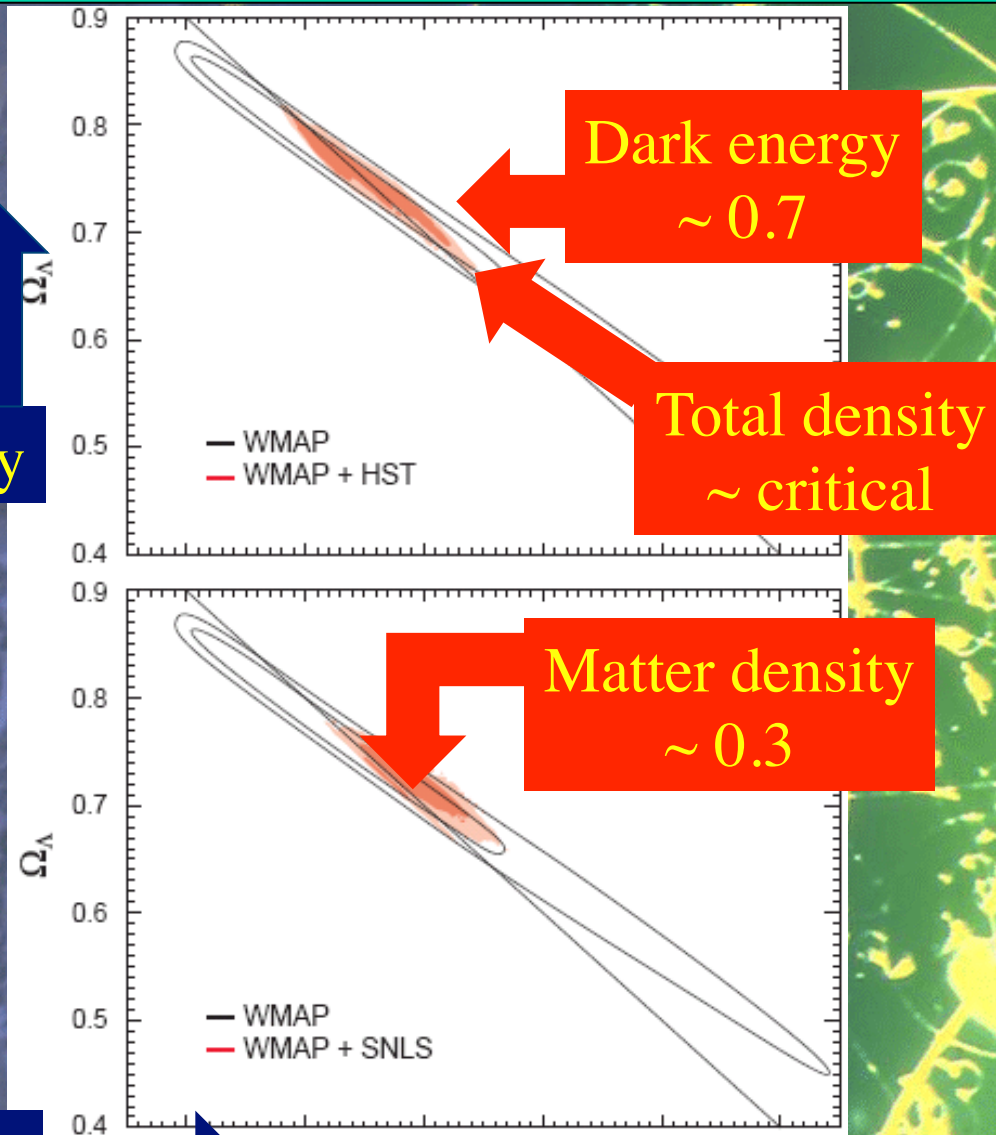 0.9
Dark energy
~ 0.7
0.8
0.7
ΩΛ
0.6
Total density
~ critical
0.5
WMAP
WMAP + HST
y
0.4
0.9
Matter density
~ 0.3
0.8
0.7
ΩΛ
0.6
0.5
WMAP
WMAP + SNLS
0.4